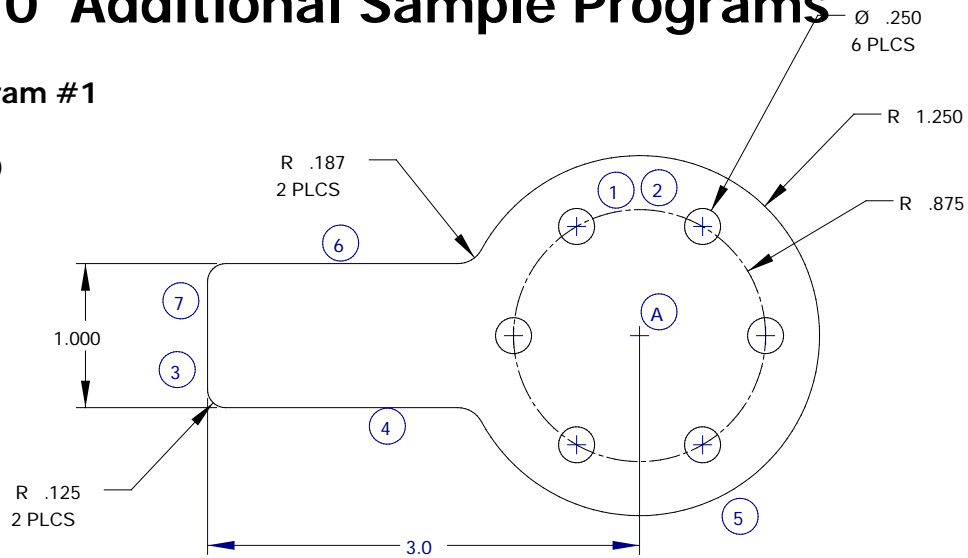 0 Additional Sample Programs
Ø .250
6 PLCS
ram #1
R 1.250
R .187
2 PLCS
1
2
R .875
6
7
A
1.000
3
4
R .125
2 PLCS
5
3.0